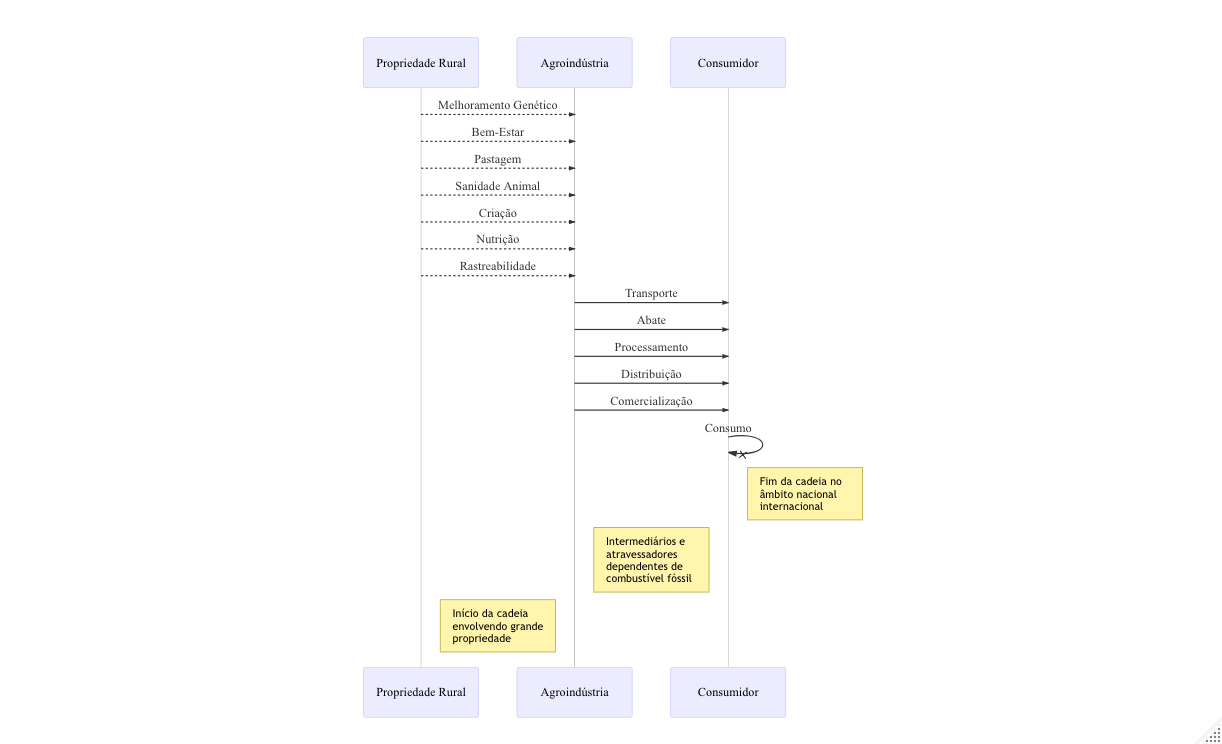 Propriedade Rural
Agroindústria
Consumidor
Melhoramento Genético
Bem-Estar
Pastagem
Sanidade Animal
Criação
Nutrição
Rastreabilidade
Transporte
Abate
Processamento
Distribuição
Comercialização
Consumo
Fim da cadeia no
âmbito nacional
internacional
Intermediários e
atravessadores
dependentes de
combustível fóssil
Início da cadeia
envolvendo grande
propriedade
Propriedade Rural
Agroindústria
Consumidor